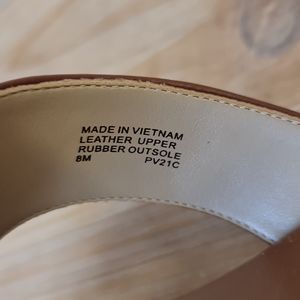 MADE IN VIETNAM
LEATHER UPPER
RUBBER OUTSOLE
8M PV21C